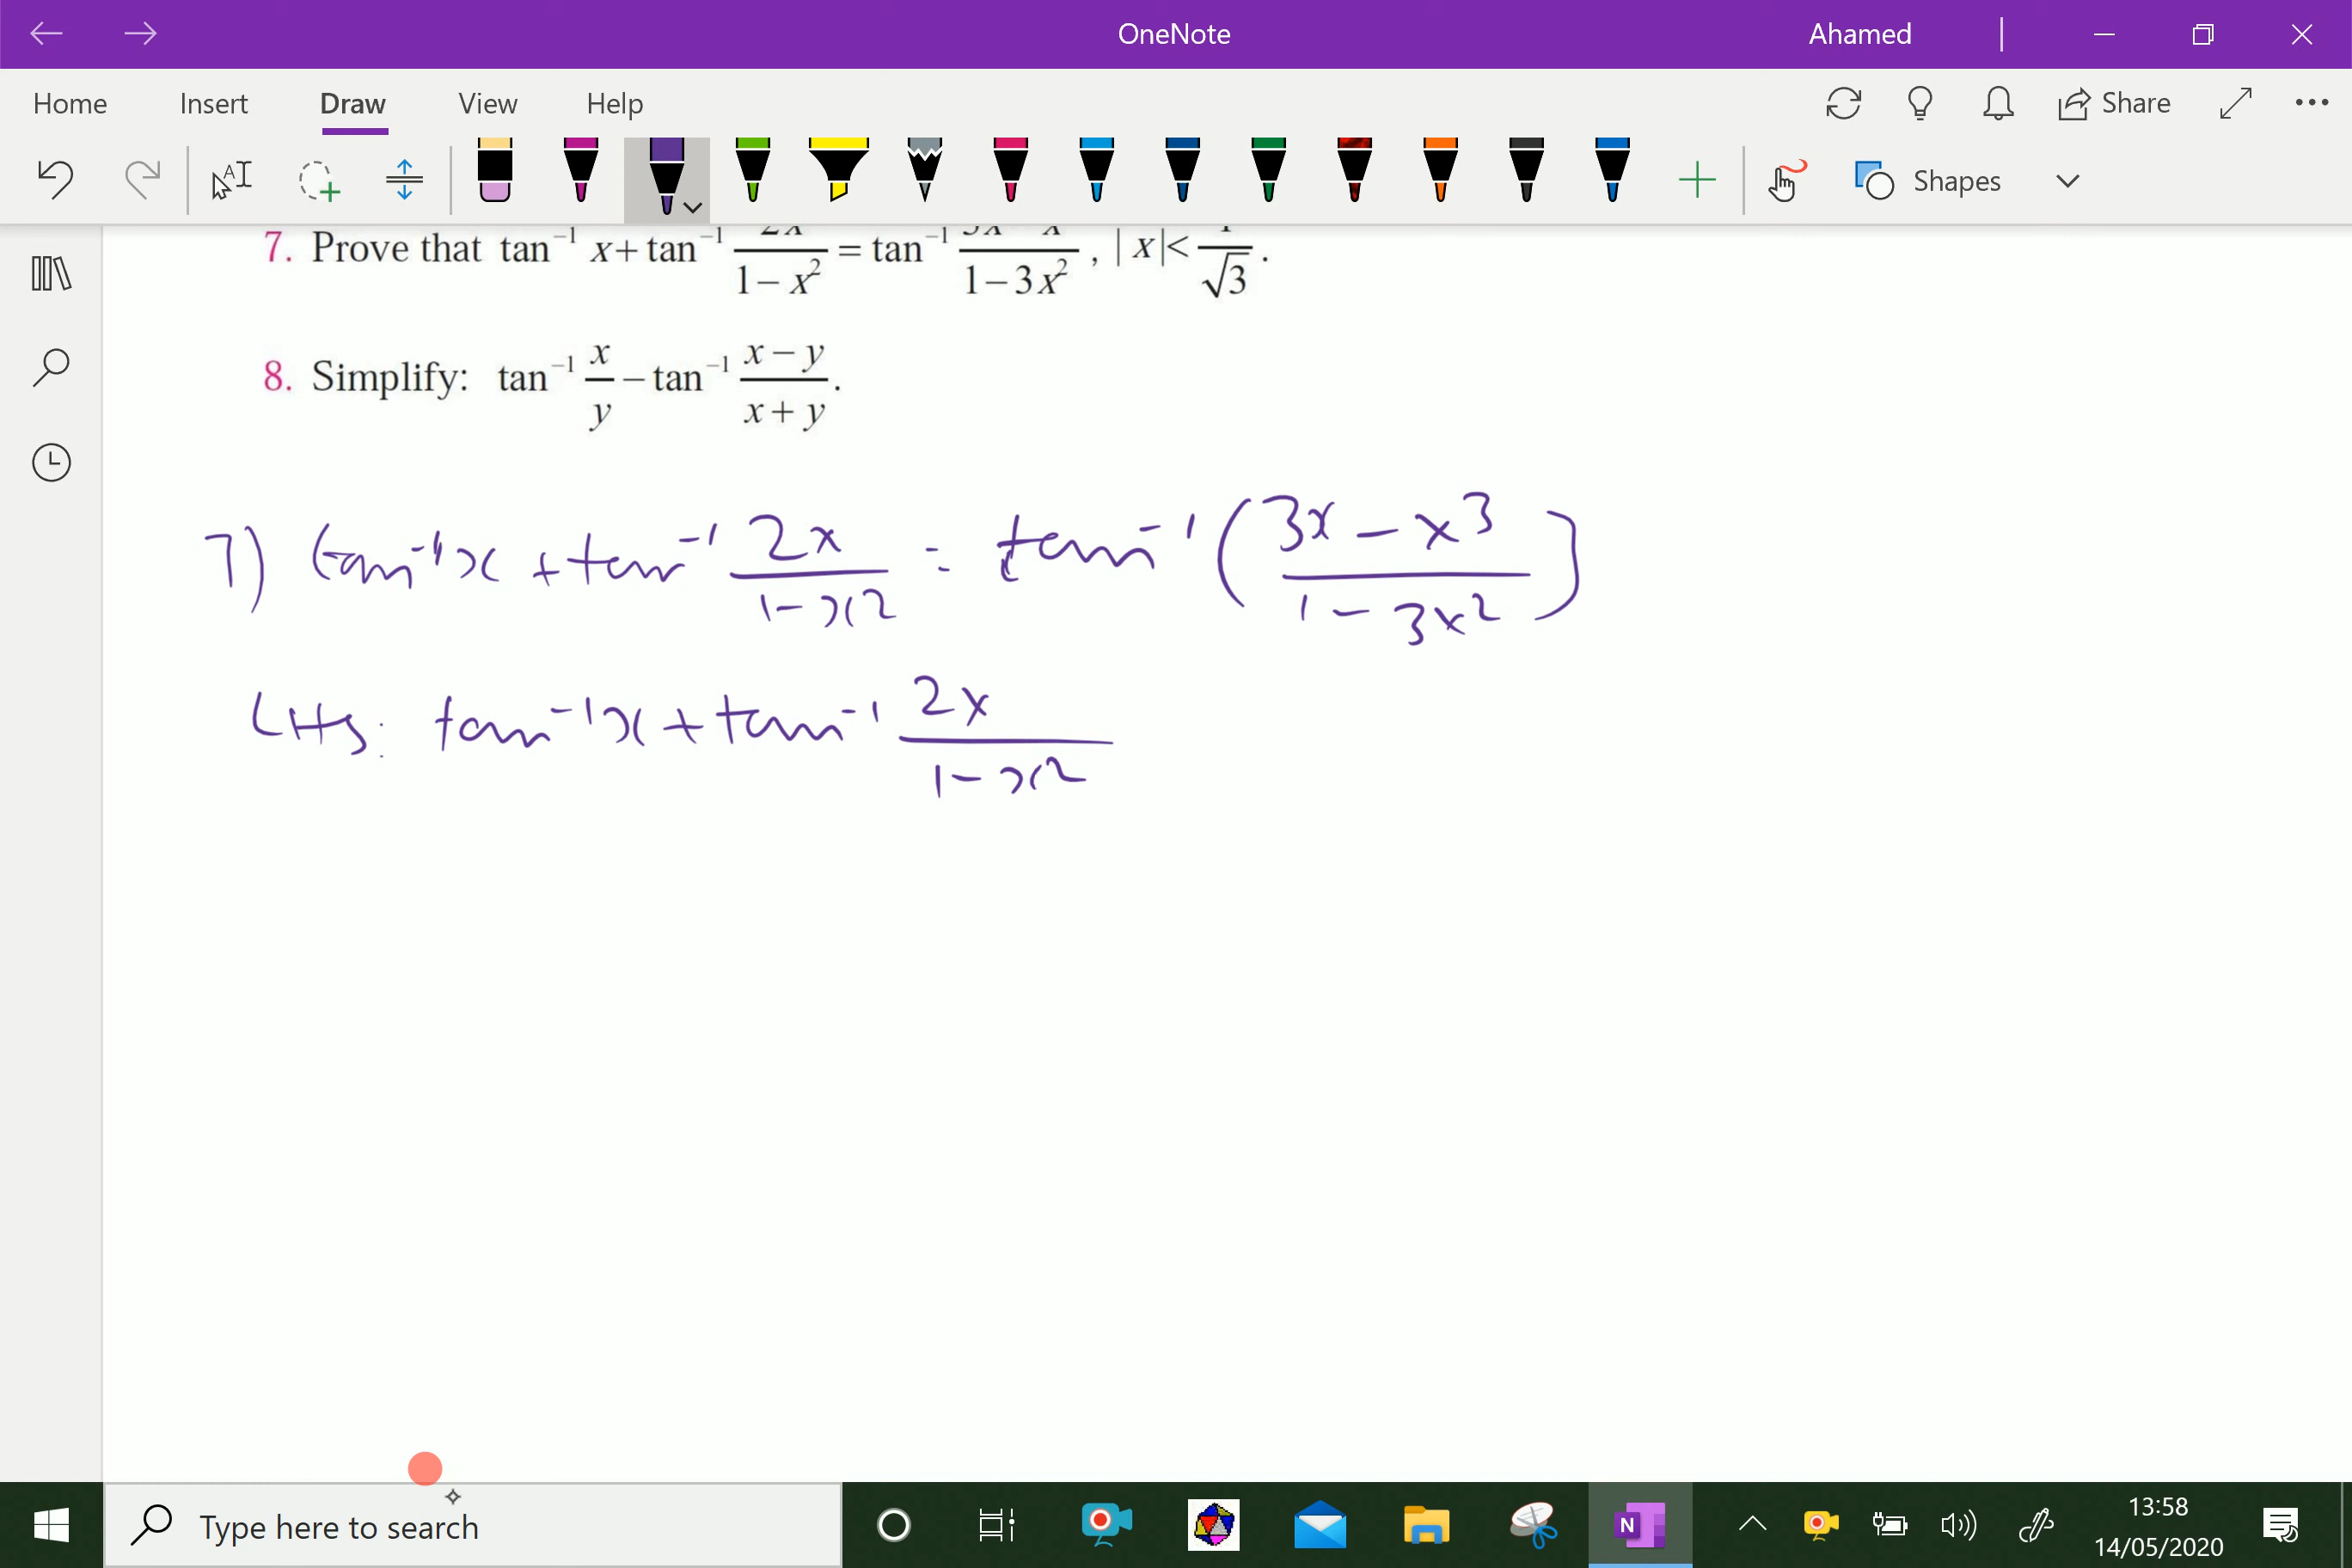 OneNote
Ahamed
Home Insert Draw View Help
Share
Shapes
7. Prove that tan⁻¹ x + tan⁻¹ 2x/(1 − x²) = tan⁻¹ (3x − x³)/(1 − 3x²), | x | < 1/√3.
8. Simplify: tan⁻¹ x/y − tan⁻¹ (x − y)/(x + y).
7) tan⁻¹x + tan⁻¹ 2x/(1 − x²) = tan⁻¹ ((3x − x³)/(1 − 3x²))
LHS: tan⁻¹x + tan⁻¹ 2x/(1 − x²)
Type here to search
N
13:58
14/05/2020